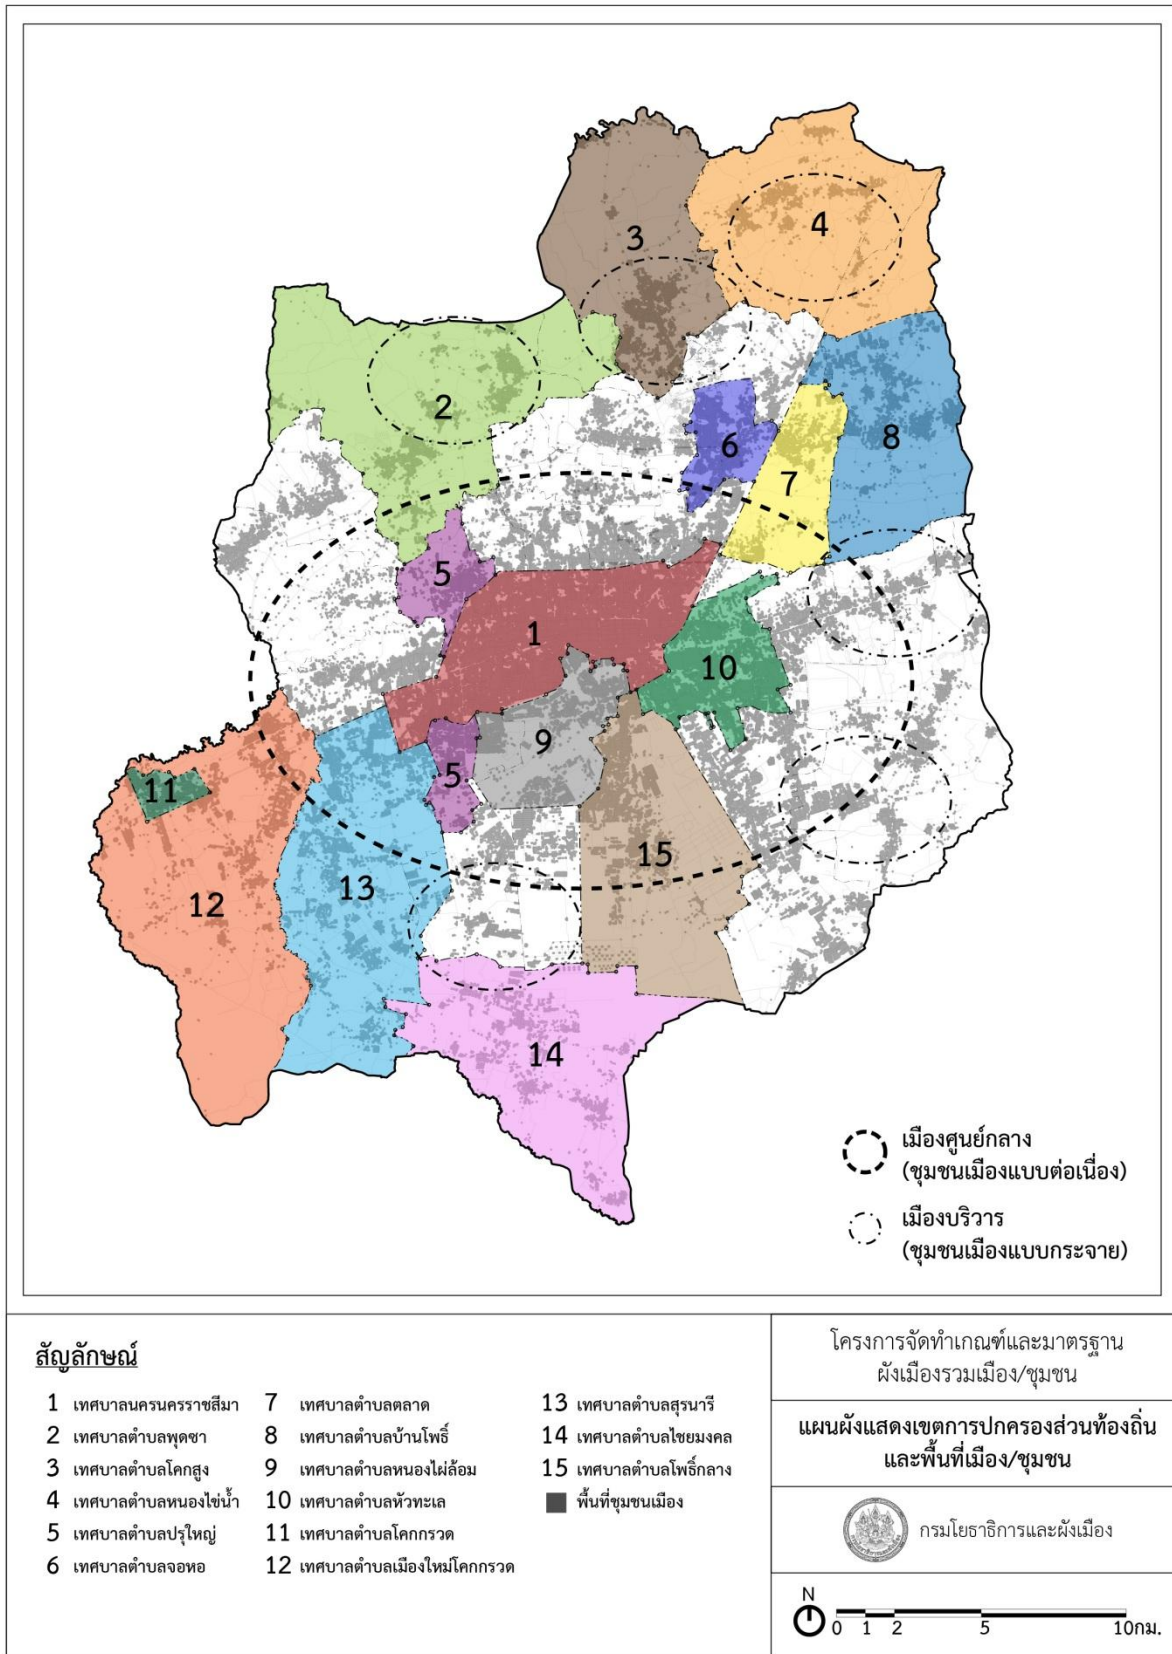 3
4
2
6
8
7
5
1
10
9
5
11
15
13
12
14
เมืองศูนย์กลาง
(ชุมชนเมืองแบบต่อเนื่อง)
เมืองบริวาร
(ชุมชนเมืองแบบกระจาย)
สัญลักษณ์
1 เทศบาลนครนครราชสีมา
2 เทศบาลตำบลพุดซา
3 เทศบาลตำบลโคกสูง
4 เทศบาลตำบลหนองไข่น้ำ
5 เทศบาลตำบลปรุใหญ่
6 เทศบาลตำบลจอหอ
7 เทศบาลตำบลตลาด
8 เทศบาลตำบลบ้านโพธิ์
9 เทศบาลตำบลหนองไผ่ล้อม
10 เทศบาลตำบลหัวทะเล
11 เทศบาลตำบลโคกกรวด
12 เทศบาลตำบลเมืองใหม่โคกกรวด
13 เทศบาลตำบลสุรนารี
14 เทศบาลตำบลไชยมงคล
15 เทศบาลตำบลโพธิ์กลาง
พื้นที่ชุมชนเมือง
โครงการจัดทำเกณฑ์และมาตรฐาน
ผังเมืองรวมเมือง/ชุมชน
แผนผังแสดงเขตการปกครองส่วนท้องถิ่น
และพื้นที่เมือง/ชุมชน
กรมโยธาธิการและผังเมือง
N
0 1 2 5 10กม.